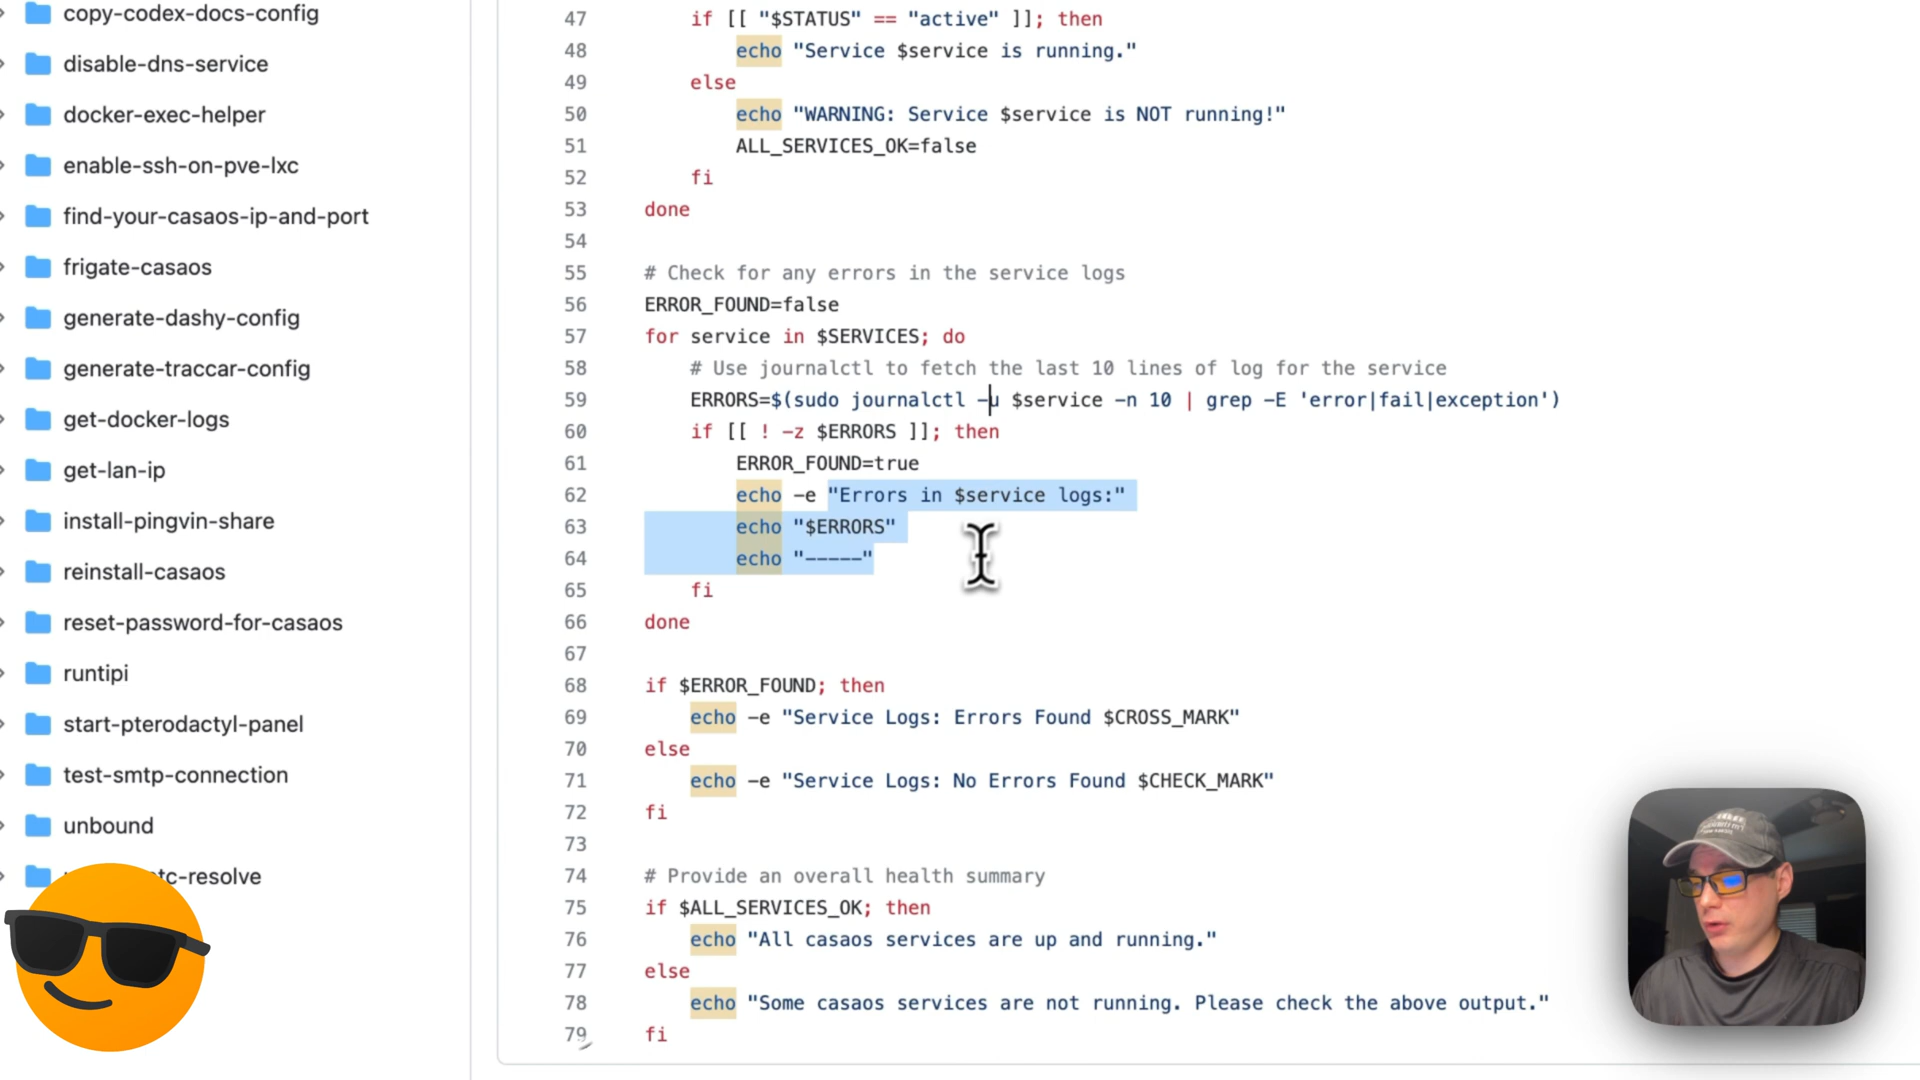 copy-codex-docs-config
disable-dns-service
docker-exec-helper
enable-ssh-on-pve-lxc
find-your-casaos-ip-and-port
frigate-casaos
generate-dashy-config
generate-traccar-config
get-docker-logs
get-lan-ip
install-pingvin-share
reinstall-casaos
reset-password-for-casaos
runtipi
start-pterodactyl-panel
test-smtp-connection
unbound
tc-resolve
47 if [[ "$STATUS" == "active" ]]; then
48 echo "Service $service is running."
49 else
50 echo "WARNING: Service $service is NOT running!"
51 ALL_SERVICES_OK=false
52 fi
53 done
54
55 # Check for any errors in the service logs
56 ERROR_FOUND=false
57 for service in $SERVICES; do
58 # Use journalctl to fetch the last 10 lines of log for the service
59 ERRORS=$(sudo journalctl -u $service -n 10 | grep -E 'error|fail|exception')
60 if [[ ! -z $ERRORS ]]; then
61 ERROR_FOUND=true
62 echo -e "Errors in $service logs:"
63 echo "$ERRORS"
64 echo "-----"
65 fi
66 done
67
68 if $ERROR_FOUND; then
69 echo -e "Service Logs: Errors Found $CROSS_MARK"
70 else
71 echo -e "Service Logs: No Errors Found $CHECK_MARK"
72 fi
73
74 # Provide an overall health summary
75 if $ALL_SERVICES_OK; then
76 echo "All casaos services are up and running."
77 else
78 echo "Some casaos services are not running. Please check the above output."
79 fi